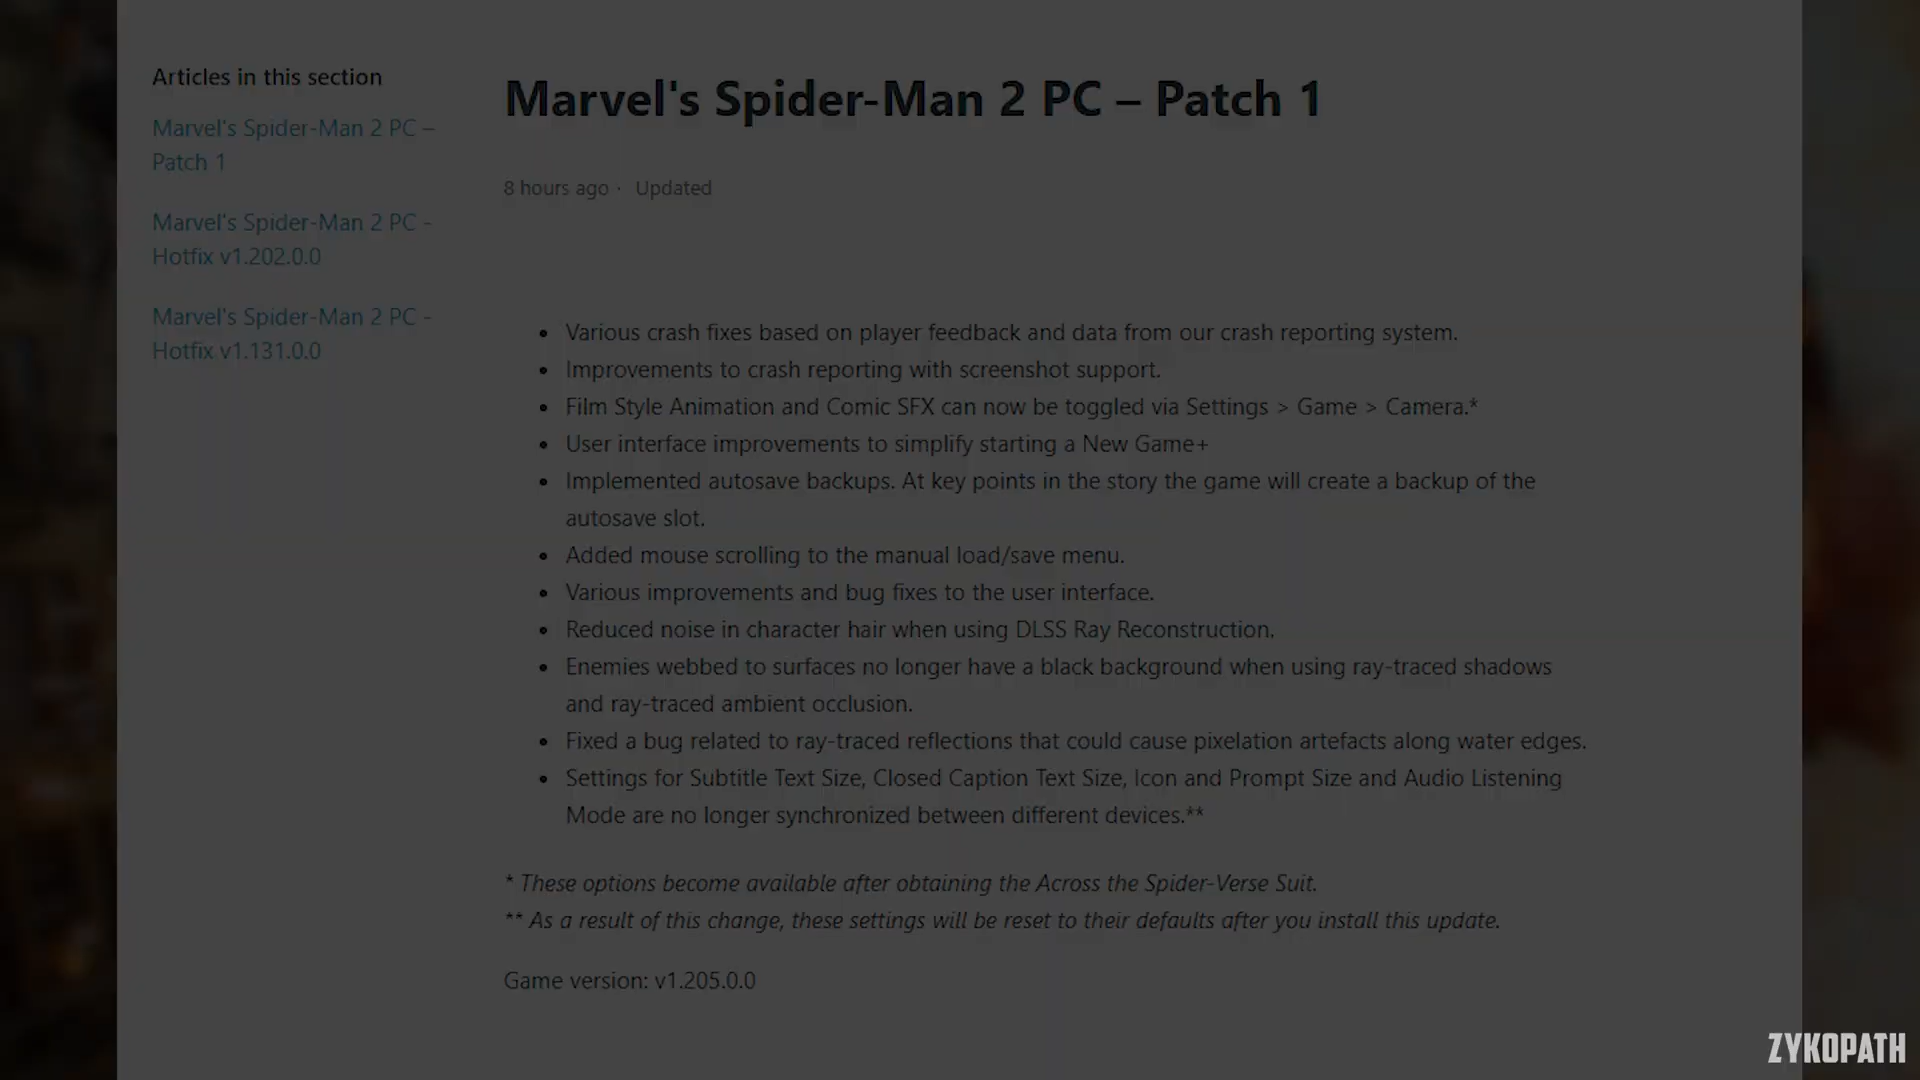 Articles in this section
Marvel's Spider-Man 2 PC –
Patch 1
Marvel's Spider-Man 2 PC -
Hotfix v1.202.0.0
Marvel's Spider-Man 2 PC -
Hotfix v1.131.0.0
Marvel's Spider-Man 2 PC – Patch 1
8 hours ago · Updated
• Various crash fixes based on player feedback and data from our crash reporting system.
• Improvements to crash reporting with screenshot support.
• Film Style Animation and Comic SFX can now be toggled via Settings > Game > Camera.*
• User interface improvements to simplify starting a New Game+
• Implemented autosave backups. At key points in the story the game will create a backup of the
autosave slot.
• Added mouse scrolling to the manual load/save menu.
• Various improvements and bug fixes to the user interface.
• Reduced noise in character hair when using DLSS Ray Reconstruction.
• Enemies webbed to surfaces no longer have a black background when using ray-traced shadows
and ray-traced ambient occlusion.
• Fixed a bug related to ray-traced reflections that could cause pixelation artefacts along water edges.
• Settings for Subtitle Text Size, Closed Caption Text Size, Icon and Prompt Size and Audio Listening
Mode are no longer synchronized between different devices.**
* These options become available after obtaining the Across the Spider-Verse Suit.
** As a result of this change, these settings will be reset to their defaults after you install this update.
Game version: v1.205.0.0
ZYKOPATH